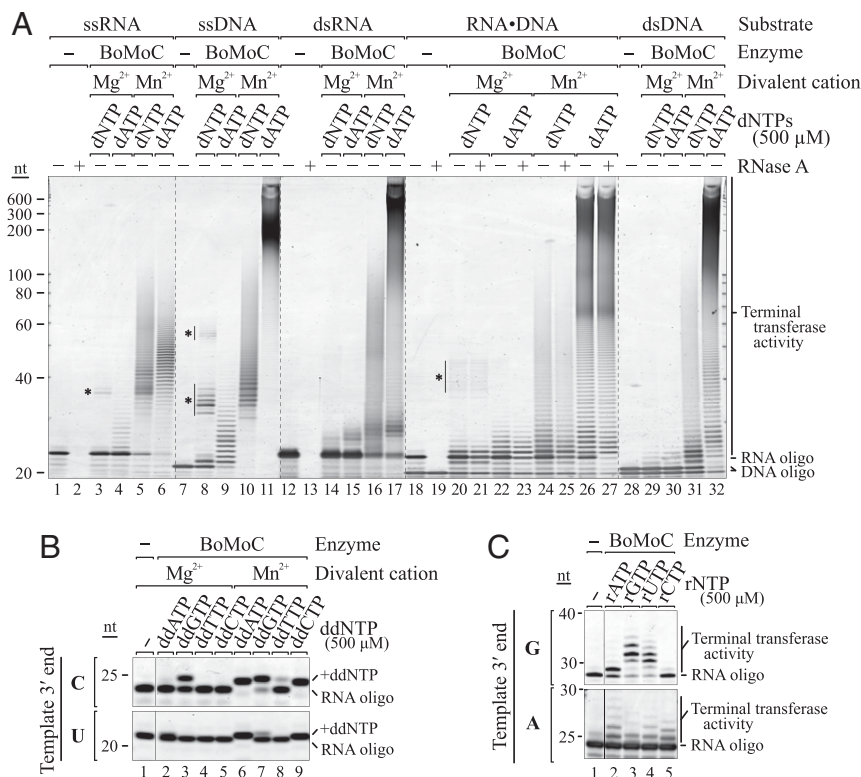 A
ssRNA ssDNA dsRNA RNA•DNA dsDNA Substrate
– BoMoC – BoMoC – BoMoC – BoMoC – BoMoC Enzyme
Mg²⁺ Mn²⁺ Mg²⁺ Mn²⁺ Mg²⁺ Mn²⁺ Mg²⁺ Mn²⁺ Mg²⁺ Mn²⁺ Divalent cation
dNTP dATP dNTP dATP dNTP dATP dNTP dATP dNTP dATP dNTP dATP dNTP dATP dNTP dATP dNTP dATP dNTP dATP dNTPs
(500 µM)
nt – + – – – – – – – – – – + – – – – – + – + – + – + – + – – – – – RNase A
600
300
200
100
80
60
40
20
*
*
*
*
Terminal
transferase
activity
RNA oligo
DNA oligo
1 2 3 4 5 6 7 8 9 10 11 12 13 14 15 16 17 18 19 20 21 22 23 24 25 26 27 28 29 30 31 32
B
– BoMoC Enzyme
Mg²⁺ Mn²⁺ Divalent cation
nt – ddATP ddGTP ddTTP ddCTP ddATP ddGTP ddTTP ddCTP ddNTP
(500 µM)
Template 3′ end
C
25
+ddNTP
RNA oligo
U
20
+ddNTP
RNA oligo
1 2 3 4 5 6 7 8 9
C
– BoMoC Enzyme
nt – rATP rGTP rUTP rCTP rNTP
(500 µM)
Template 3′ end
G
40
30
Terminal transferase
activity
RNA oligo
A
30
25
Terminal transferase
activity
RNA oligo
1 2 3 4 5